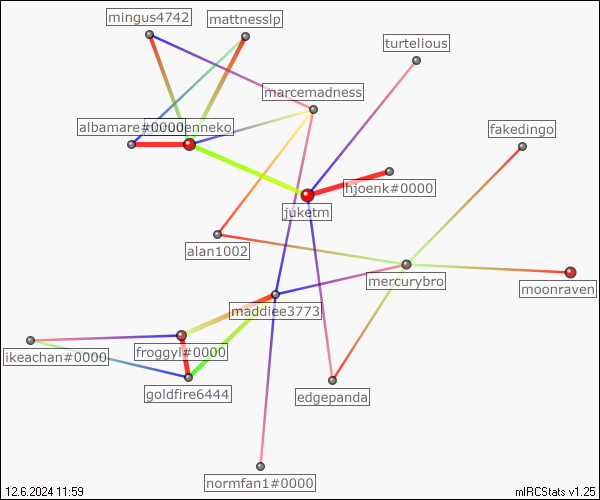 mingus4742
mattnesslp
turtelious
marcemadness
albamare#0000
enneko
fakedingo
hjoenk#0000
juketm
alan1002
mercurybro
moonraven
maddiee3773
froggyl#0000
ikeachan#0000
goldfire6444
edgepanda
normfan1#0000
12.6.2024 11:59
mIRCStats v1.25